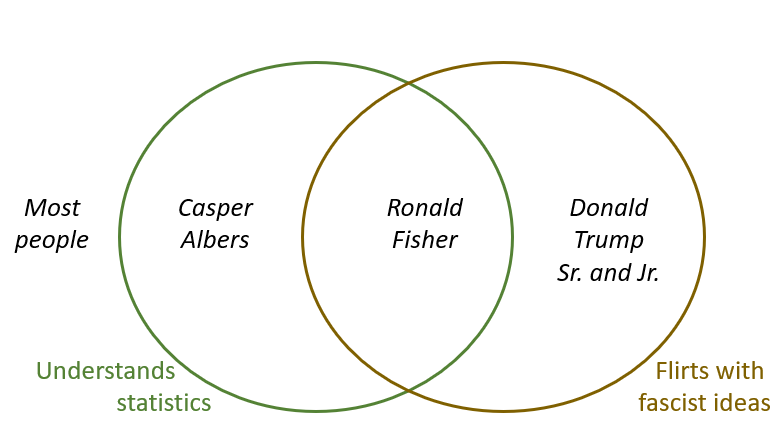 Most
people
Casper
Albers
Ronald
Fisher
Donald
Trump
Sr. and Jr.
Understands
statistics
Flirts with
fascist ideas